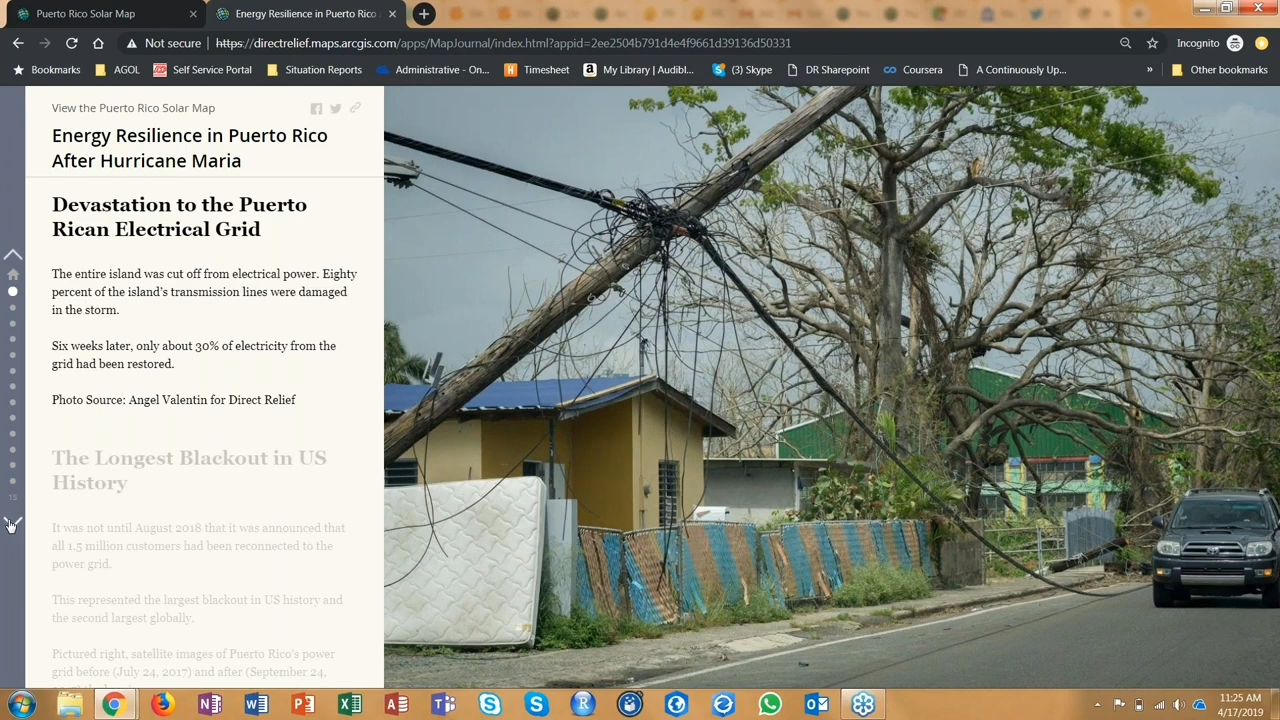 Puerto Rico Solar Map
Energy Resilience in Puerto Rico
Not secure
https://directrelief.maps.arcgis.com/apps/MapJournal/index.html?appid=2ee2504b791d4e4f9661d39136d50331
Incognito
Bookmarks
AGOL
Self Service Portal
Situation Reports
Administrative - On...
Timesheet
My Library | Audibl...
(3) Skype
DR Sharepoint
Coursera
A Continuously Up...
»
Other bookmarks
View the Puerto Rico Solar Map
Energy Resilience in Puerto Rico
After Hurricane Maria
Devastation to the Puerto
Rican Electrical Grid
The entire island was cut off from electrical power. Eighty
percent of the island's transmission lines were damaged
in the storm.
Six weeks later, only about 30% of electricity from the
grid had been restored.
Photo Source: Angel Valentin for Direct Relief
The Longest Blackout in US
History
It was not until August 2018 that it was announced that
all 1.5 million customers had been reconnected to the
power grid.
This represented the largest blackout in US history and
the second largest globally.
Pictured right, satellite images of Puerto Rico's power
grid before (July 24, 2017) and after (September 24,
15
11:25 AM
4/17/2019